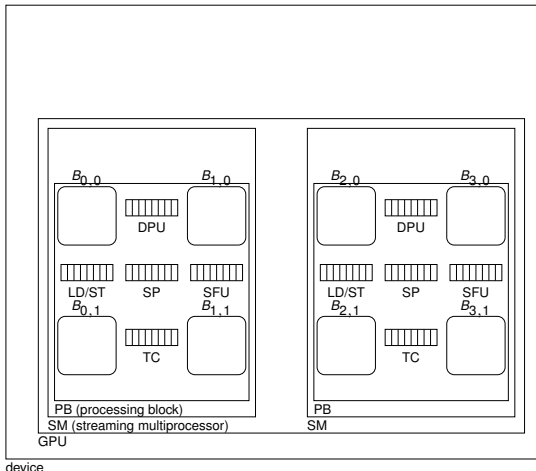 B0,0 B1,0 B2,0 B3,0
DPU DPU
LD/ST SP SFU LD/ST SP SFU
B0,1 B1,1 B2,1 B3,1
TC TC
PB (processing block) PB
SM (streaming multiprocessor) SM
GPU
device